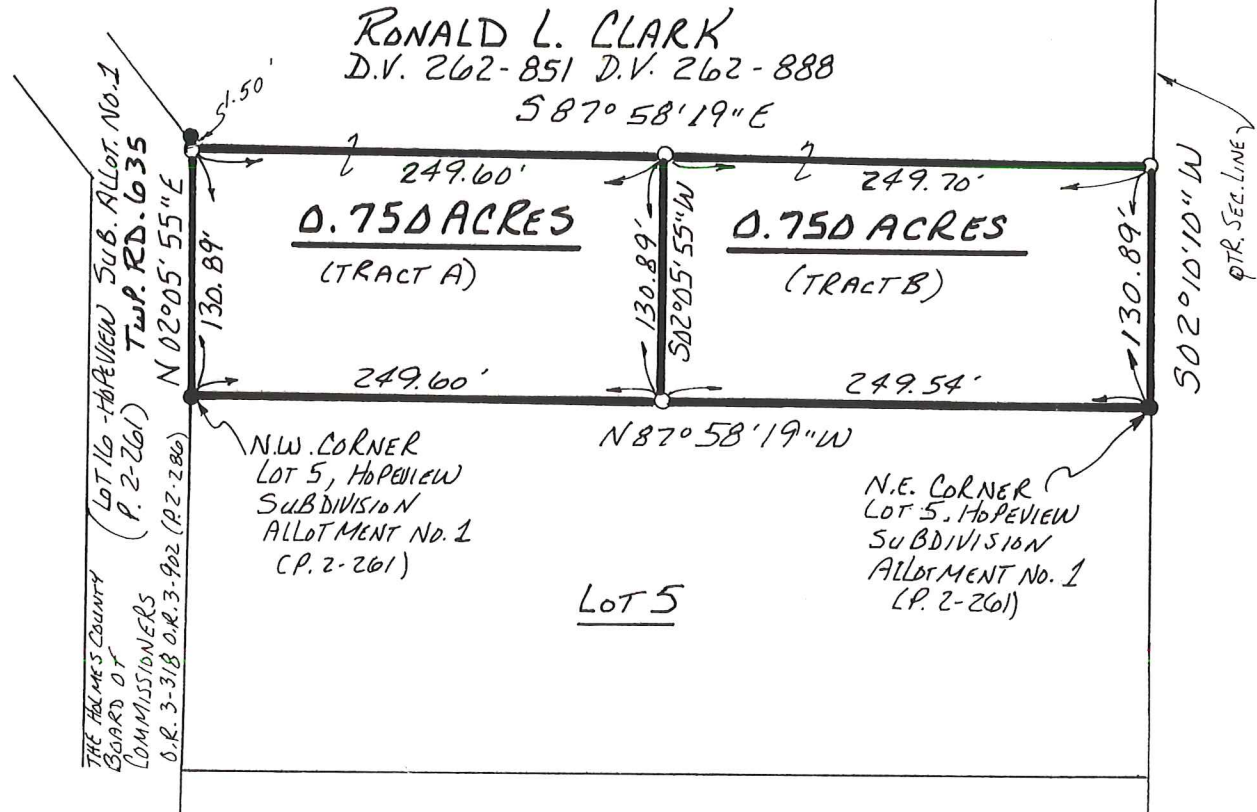 RONALD L. CLARK
D.V. 262-851 D.V. 262-888
S 87° 58' 19" E
1.50'
249.60'
249.70'
0.750 ACRES
(TRACT A)
0.750 ACRES
(TRACT B)
N 02° 05' 55" E
130.89'
130.89'
S02° 05' 55" W
130.89'
S02° 10' 10" W
QTR. SEC. LINE
249.60'
249.54'
N 87° 58' 19" W
N.W. CORNER
LOT 5, HOPEVIEW
SUBDIVISION
ALLOTMENT NO. 1
(P. 2-261)
N.E. CORNER
LOT 5, HOPEVIEW
SUBDIVISION
ALLOTMENT NO. 1
(P. 2-261)
LOT 5
(LOT 16 - HOPEVIEW SUB. ALLOT. NO. 1
P. 2-261)
TWP. RD. 635
THE HOLMES COUNTY
BOARD OF
COMMISSIONERS
O.R. 3-318 O.R. 3-902 (P.2-286)